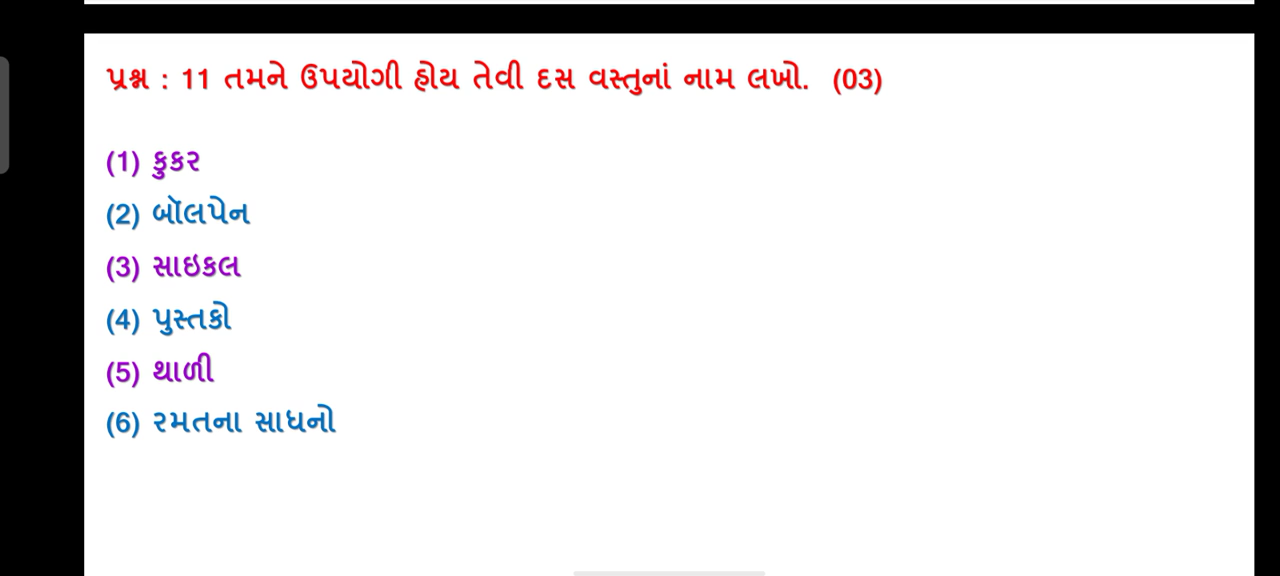 પ્રશ્ન : 11 તમને ઉપયોગી હોય તેવી દસ વસ્તુનાં નામ લખો. (03)
(1) કુકર
(2) બૉલપેન
(3) સાઇકલ
(4) પુસ્તકો
(5) થાળી
(6) રમતના સાધનો